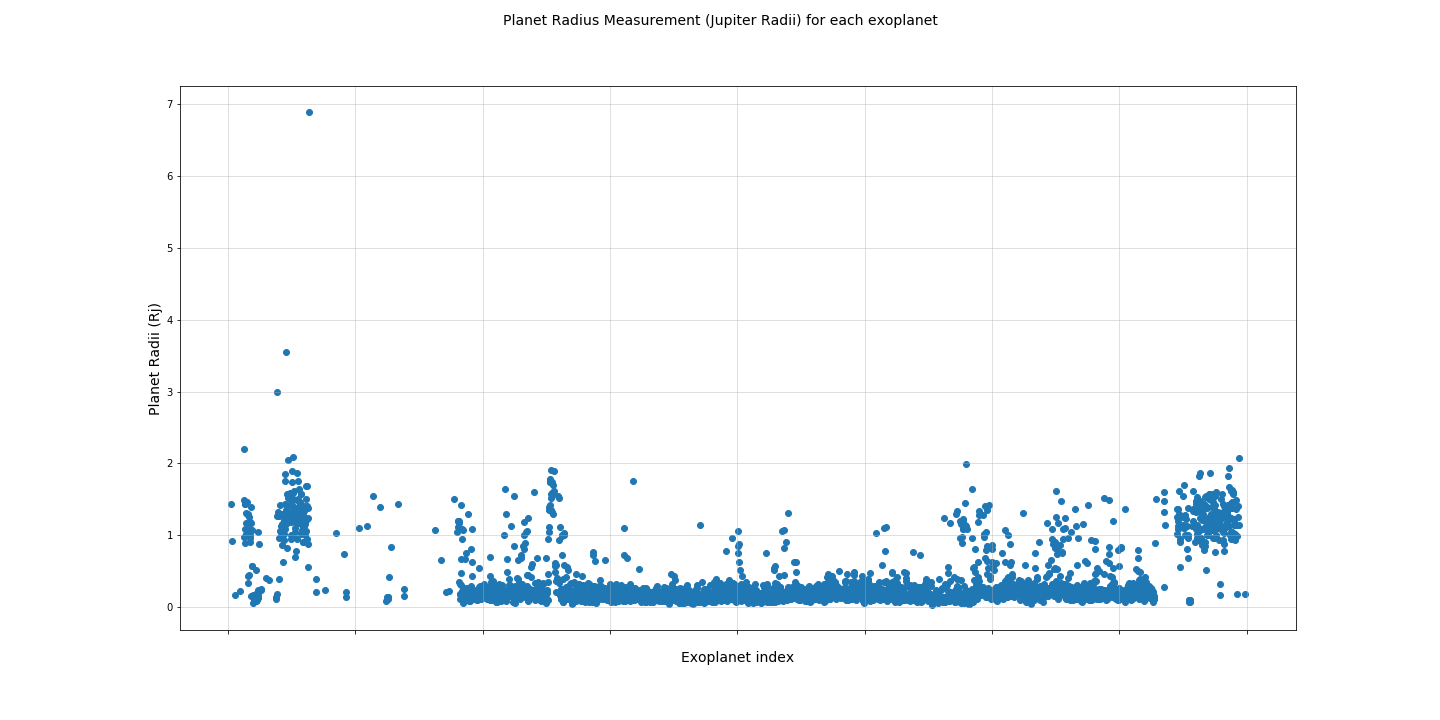 Planet Radius Measurement (Jupiter Radii) for each exoplanet
7
6
5
4
3
2
1
0
Planet Radii (Rj)
Exoplanet index